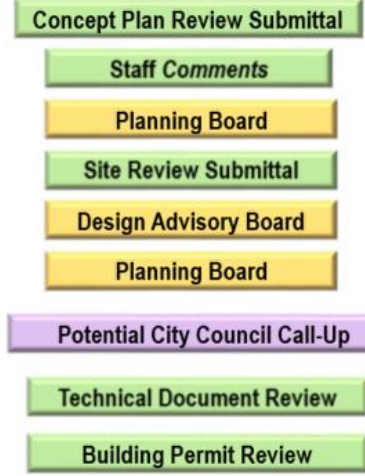 Concept Plan Review Submittal
Staff Comments
Planning Board
Site Review Submittal
Design Advisory Board
Planning Board
Potential City Council Call-Up
Technical Document Review
Building Permit Review